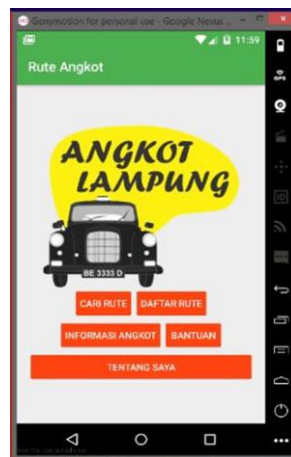 Genymotion for personal use - Google Nexus ...
11:59
Rute Angkot
ANGKOT
LAMPUNG
BE 3333 D
CARI RUTE DAFTAR RUTE
INFORMASI ANGKOT BANTUAN
TENTANG SAYA
GPS